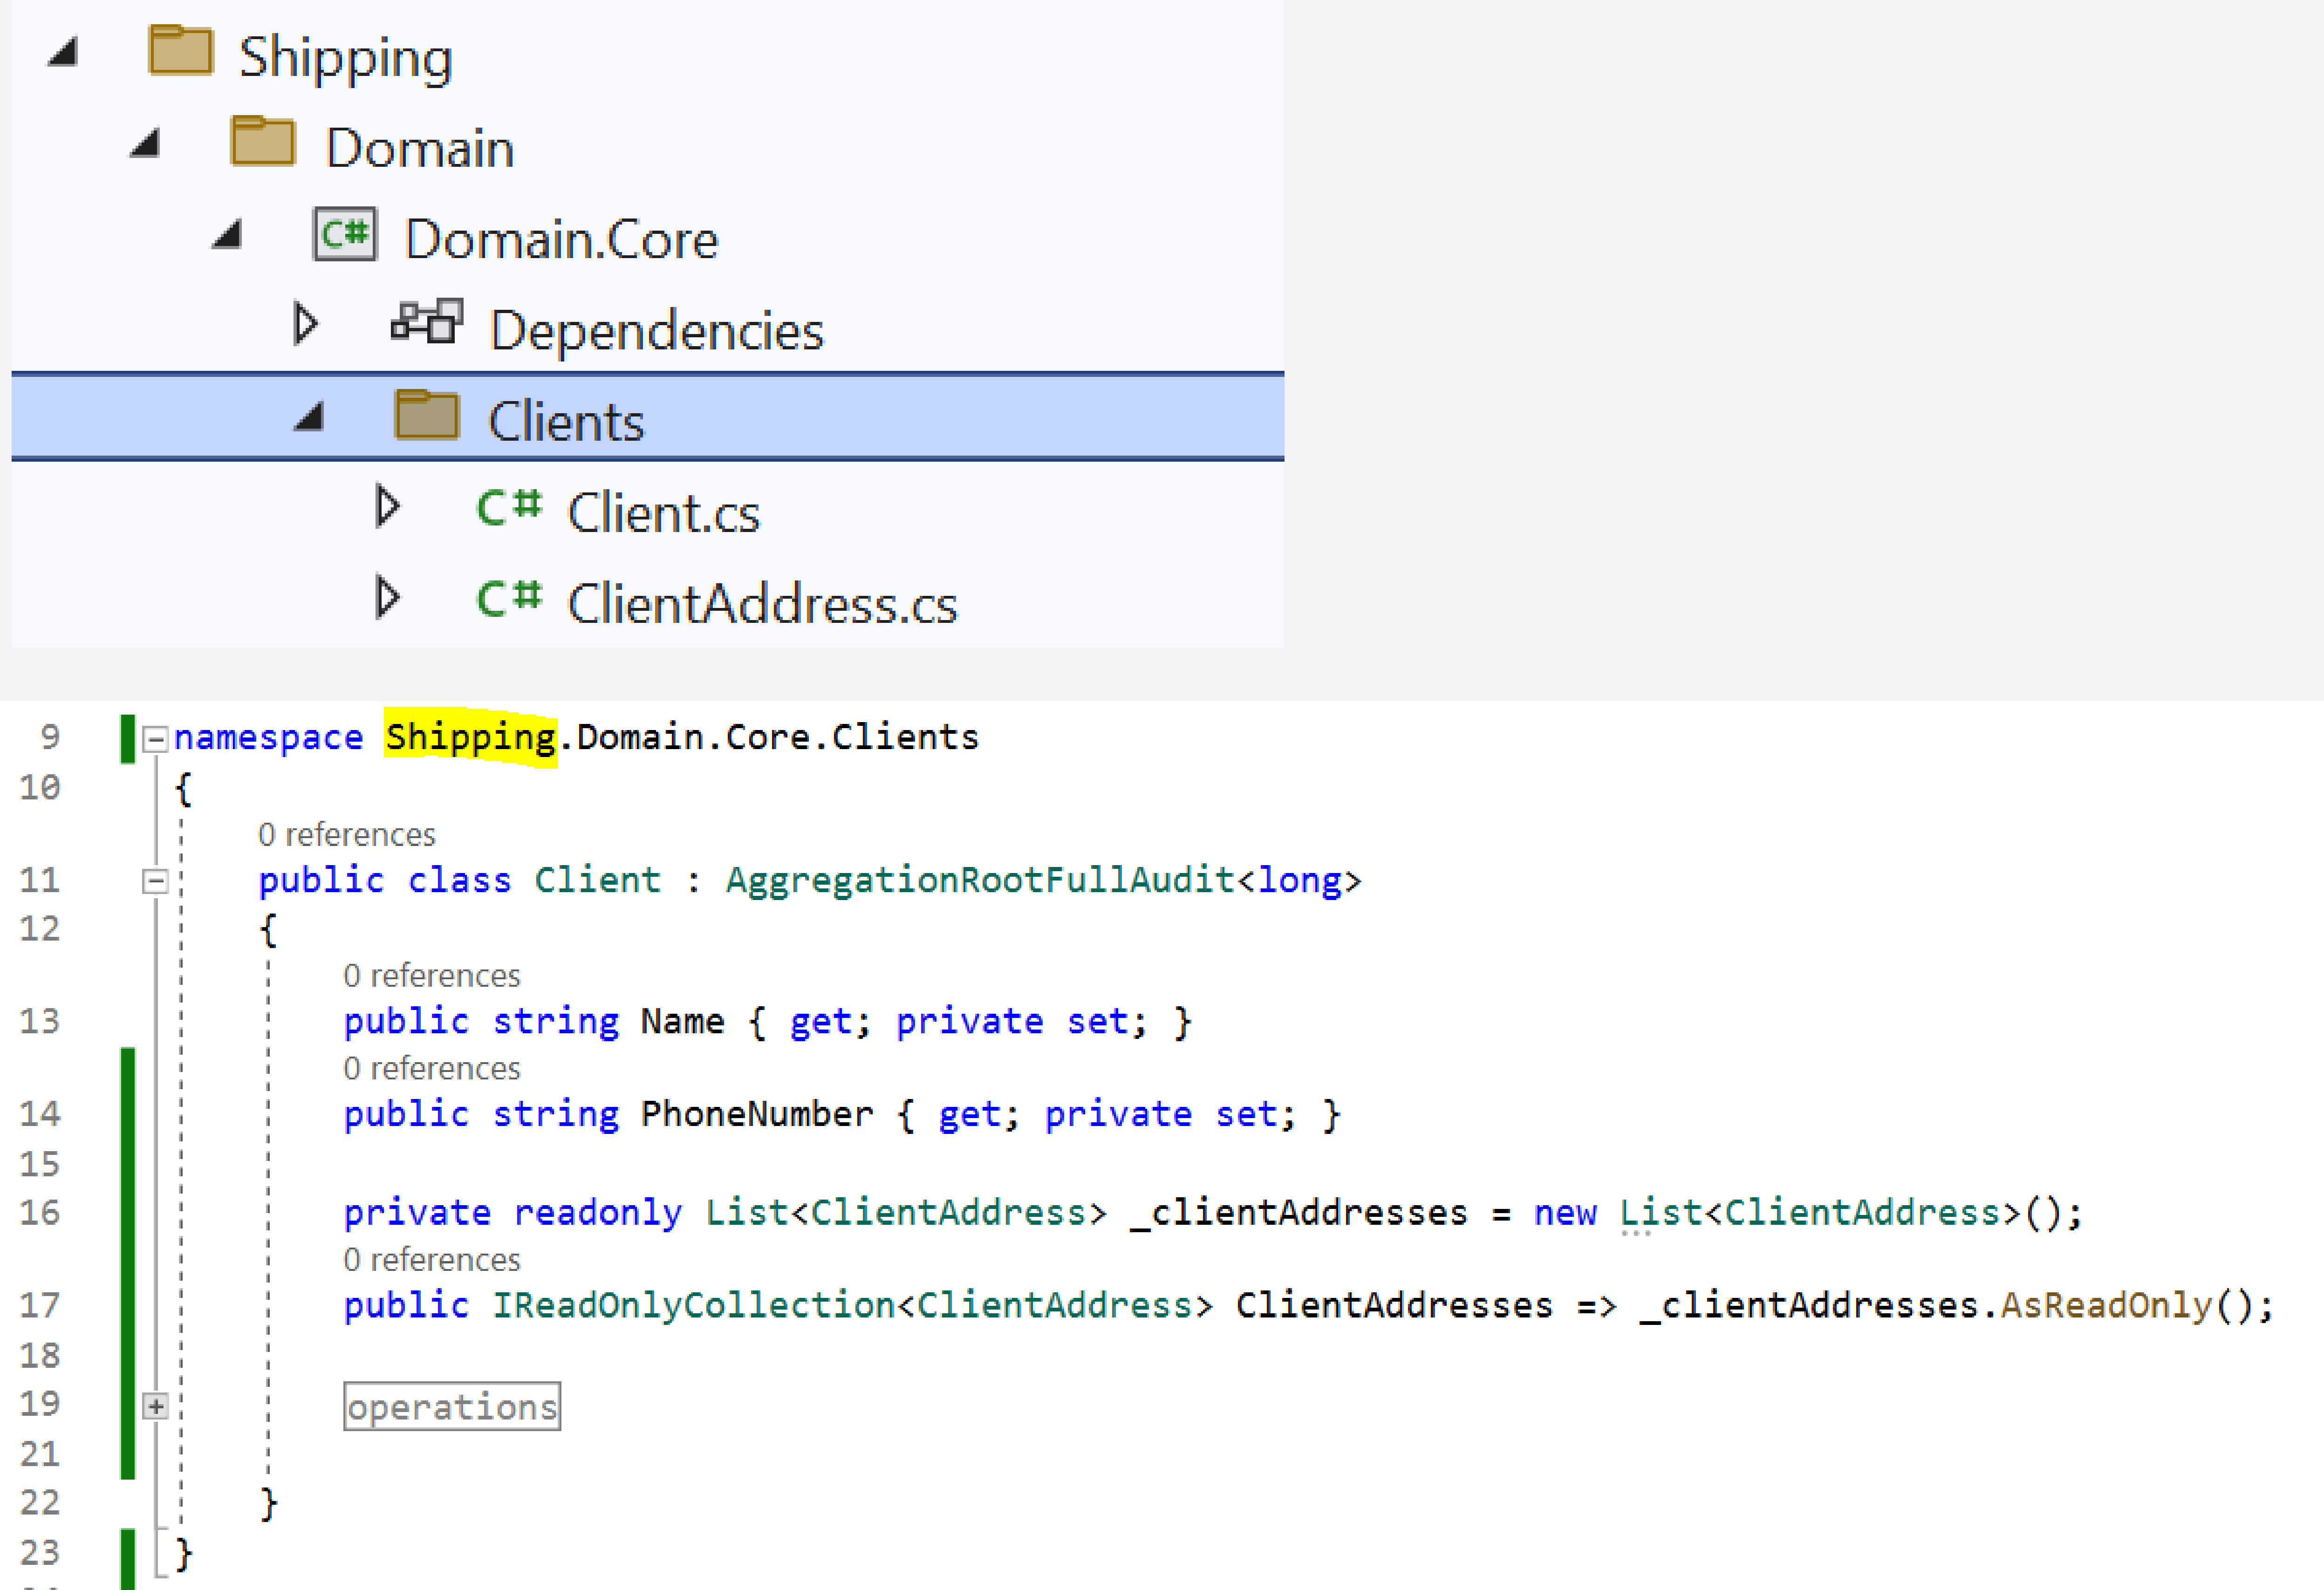 Shipping
Domain
C# Domain.Core
Dependencies
Clients
C# Client.cs
C# ClientAddress.cs
9 namespace Shipping.Domain.Core.Clients
10 {
0 references
11 public class Client : AggregationRootFullAudit<long>
12 {
0 references
13 public string Name { get; private set; }
0 references
14 public string PhoneNumber { get; private set; }
15
16 private readonly List<ClientAddress> _clientAddresses = new List<ClientAddress>();
0 references
17 public IReadOnlyCollection<ClientAddress> ClientAddresses => _clientAddresses.AsReadOnly();
18
19 operations
21
22 }
23 }